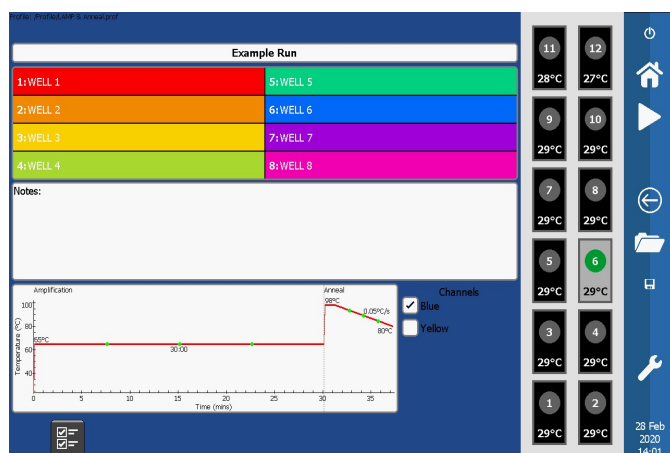 Profile: /Profile/LAMP & Anneal.prof
Example Run
1: WELL 1
5: WELL 5
2: WELL 2
6: WELL 6
3: WELL 3
7: WELL 7
4: WELL 4
8: WELL 8
Notes:
Amplification
Anneal
65°C
30:00
98°C
0.05°C/s
80°C
100
80
60
40
Temperature (°C)
0 5 10 15 20 25 30 35
Time (mins)
Channels
Blue
Yellow
11 12
28°C 27°C
9 10
29°C 29°C
7 8
29°C 29°C
5 6
29°C 29°C
3 4
29°C 29°C
1 2
29°C 29°C
28 Feb
2020
14:01